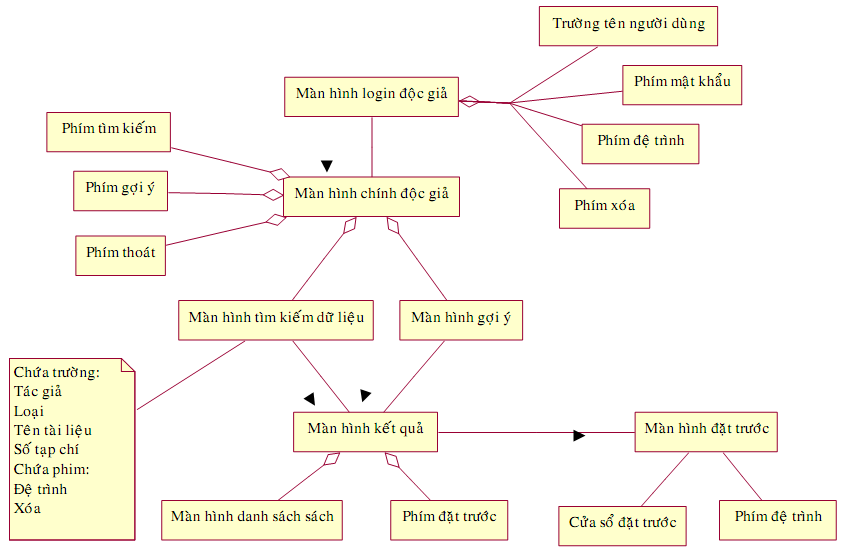 Trường tên người dùng
Màn hình login độc giả
Phím mật khẩu
Phím tìm kiếm
Phím đệ trình
Phím gợi ý
Màn hình chính độc giả
Phím xóa
Phím thoát
Màn hình tìm kiếm dữ liệu
Màn hình gợi ý
Chứa trường:
Tác giả
Loại
Tên tài liệu
Số tạp chí
Chứa phim:
Đệ trình
Xóa
Màn hình kết quả
Màn hình đặt trước
Màn hình danh sách sách
Phím đặt trước
Cửa sổ đặt trước
Phím đệ trình